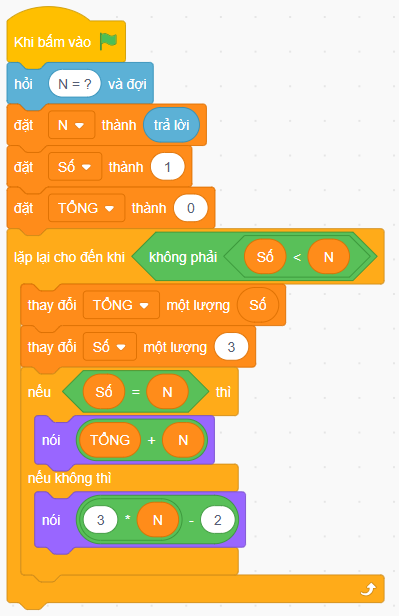 Khi bấm vào
hỏi N = ? và đợi
đặt N thành trả lời
đặt Số thành 1
đặt TỔNG thành 0
lặp lại cho đến khi không phải Số < N
thay đổi TỔNG một lượng Số
thay đổi Số một lượng 3
nếu Số = N thì
nói TỔNG + N
nếu không thì
nói 3 * N - 2